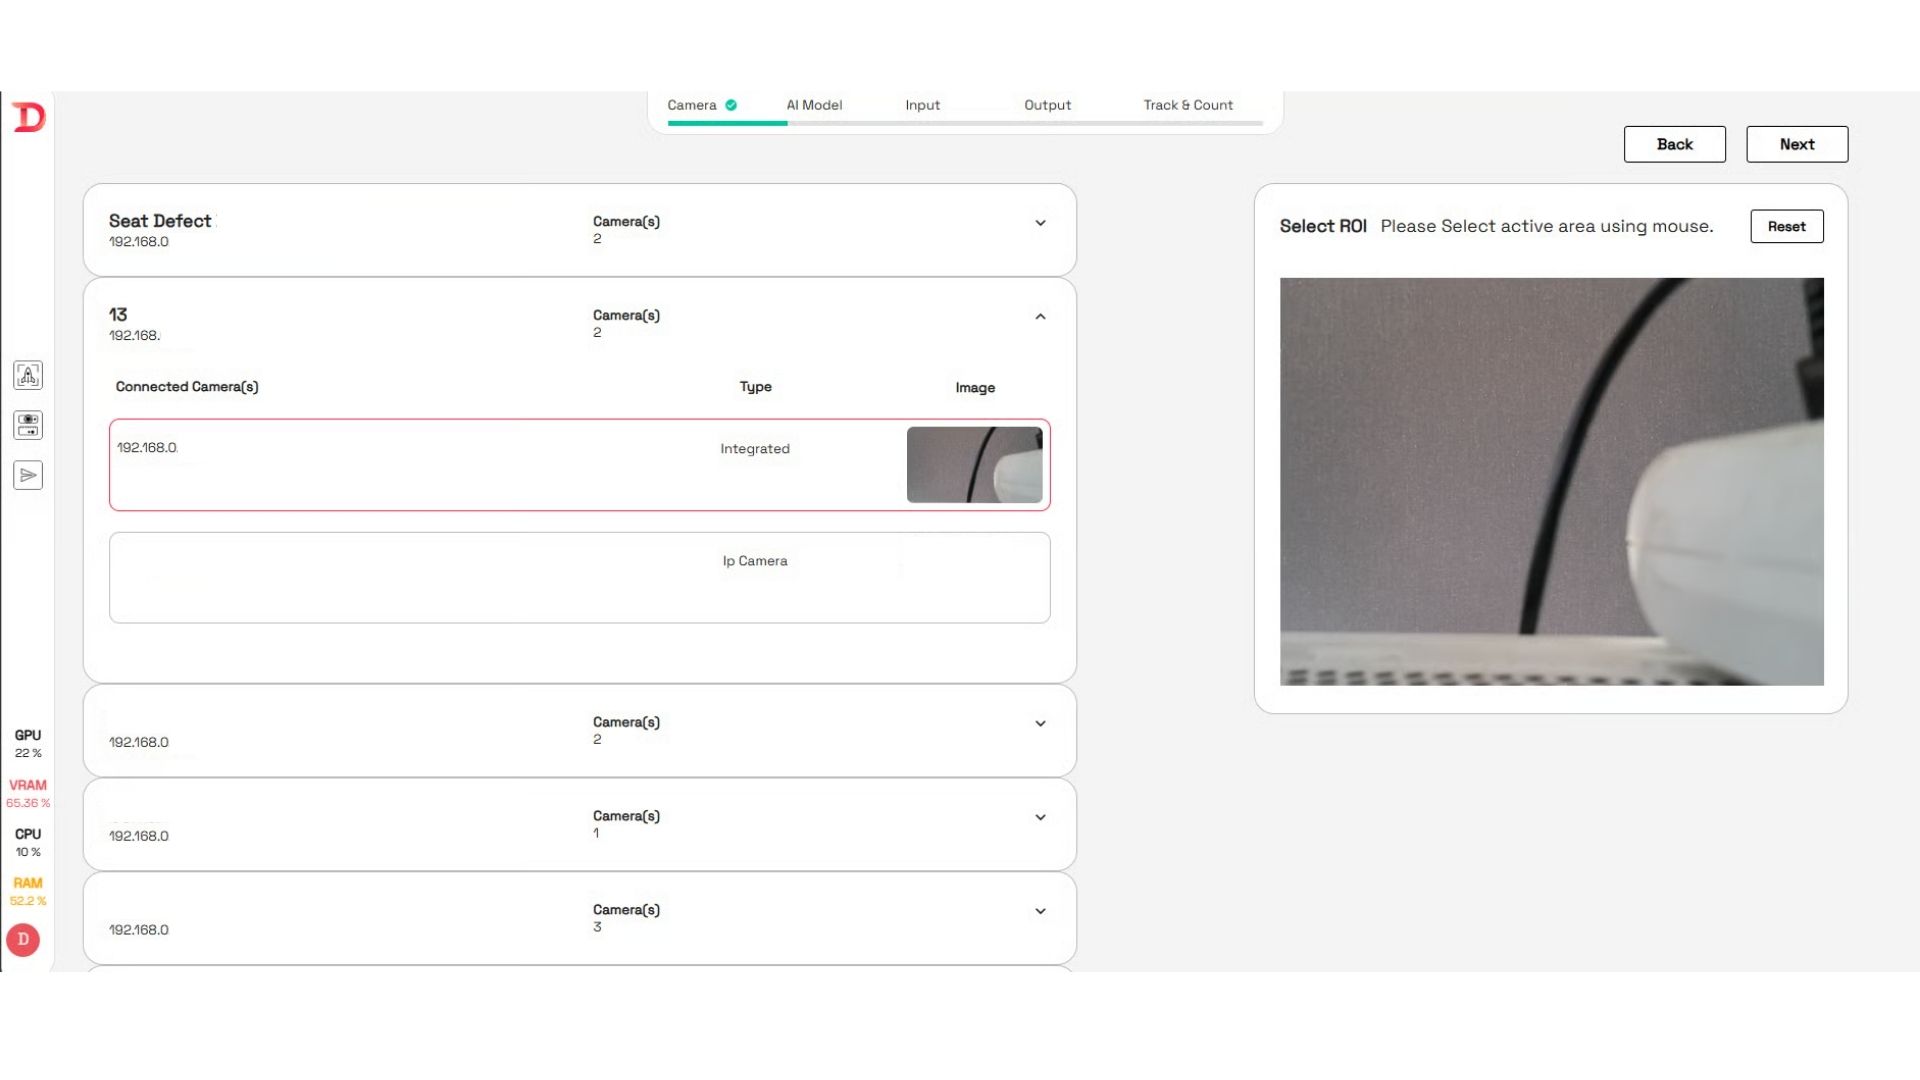 D
Camera AI Model Input Output Track & Count
Back Next
Seat Defect
192.168.0
Camera(s)
2
13
192.168.
Camera(s)
2
Connected Camera(s) Type Image
192.168.0. Integrated
Ip Camera
192.168.0
Camera(s)
2
192.168.0
Camera(s)
1
192.168.0
Camera(s)
3
Select ROI Please Select active area using mouse. Reset
GPU
22 %
VRAM
65.36 %
CPU
10 %
RAM
52.2 %
D